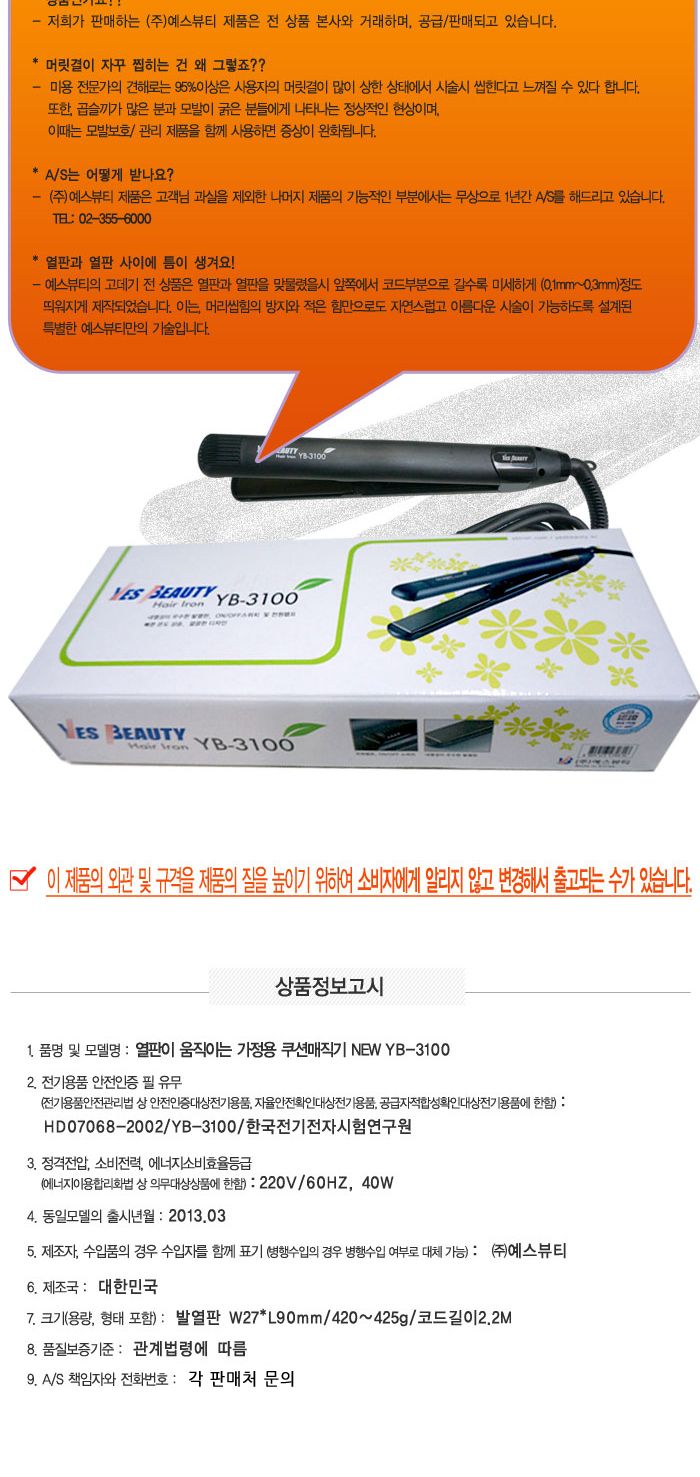 - 저희가 판매하는 (주)예스뷰티 제품은 전 상품 본사와 거래하며, 공급/판매되고 있습니다.
* 머릿결이 자꾸 찝히는 건 왜 그렇죠??
- 미용 전문가의 견해로는 95%이상은 사용자의 머릿결이 많이 상한 상태에서 사술시 씹힌다고 느껴질 수 있다 합니다.
또한, 곱슬끼가 많은 분과 모발이 굵은 분들에게 나타나는 정상적인 현상이며,
이때는 모발보호/ 관리 제품을 함께 사용하면 증상이 완화됩니다.
* A/S는 어떻게 받나요?
- (주)예스뷰티 제품은 고객님 과실을 제외한 나머지 제품의 기능적인 부분에서는 무상으로 1년간 A/S를 해드리고 있습니다.
TEL: 02-355-6000
* 열판과 열판 사이에 틈이 생겨요!
- 예스뷰티의 고데기 전 상품은 열판과 열판을 맞물렸을시 앞쪽에서 코드부분으로 갈수록 미세하게 (0,1mm~0,3mm)정도
띄워지게 제작되었습니다. 이는, 머리씹힘의 방지와 적은 힘만으로도 자연스럽고 아름다운 시술이 가능하도록 설계된
특별한 예스뷰티만의 기술입니다.
Hair Iron YB-3100
YES BEAUTY
YES BEAUTY
Hair Iron YB-3100
YES BEAUTY
Hair Iron YB-3100
(주)예스뷰티
이 제품의 외관 및 규격을 제품의 질을 높이기 위하여 소비자에게 알리지 않고 변경해서 출고되는 수가 있습니다.
상품정보고시
1. 품명 및 모델명 : 열판이 움직이는 가정용 쿠션매직기 NEW YB-3100
2. 전기용품 안전인증 필 유무
(전기용품안전관리법 상 안전인증대상전기용품, 자율안전확인대상전기용품, 공급자적합성확인대상전기용품에 한함) :
HD07068-2002/YB-3100/한국전기전자시험연구원
3. 정격전압, 소비전력, 에너지소비효율등급
(에너지이용합리화법 상 의무대상상품에 한함) : 220V/60HZ, 40W
4. 동일모델의 출시년월 : 2013.03
5. 제조자, 수입품의 경우 수입자를 함께 표기 (병행수입의 경우 병행수입 여부로 대체 가능) : ㈜예스뷰티
6. 제조국 : 대한민국
7. 크기(용량, 형태 포함) : 발열판 W27*L90mm/420~425g/코드길이2.2M
8. 품질보증기준 : 관계법령에 따름
9. A/S 책임자와 전화번호 : 각 판매처 문의